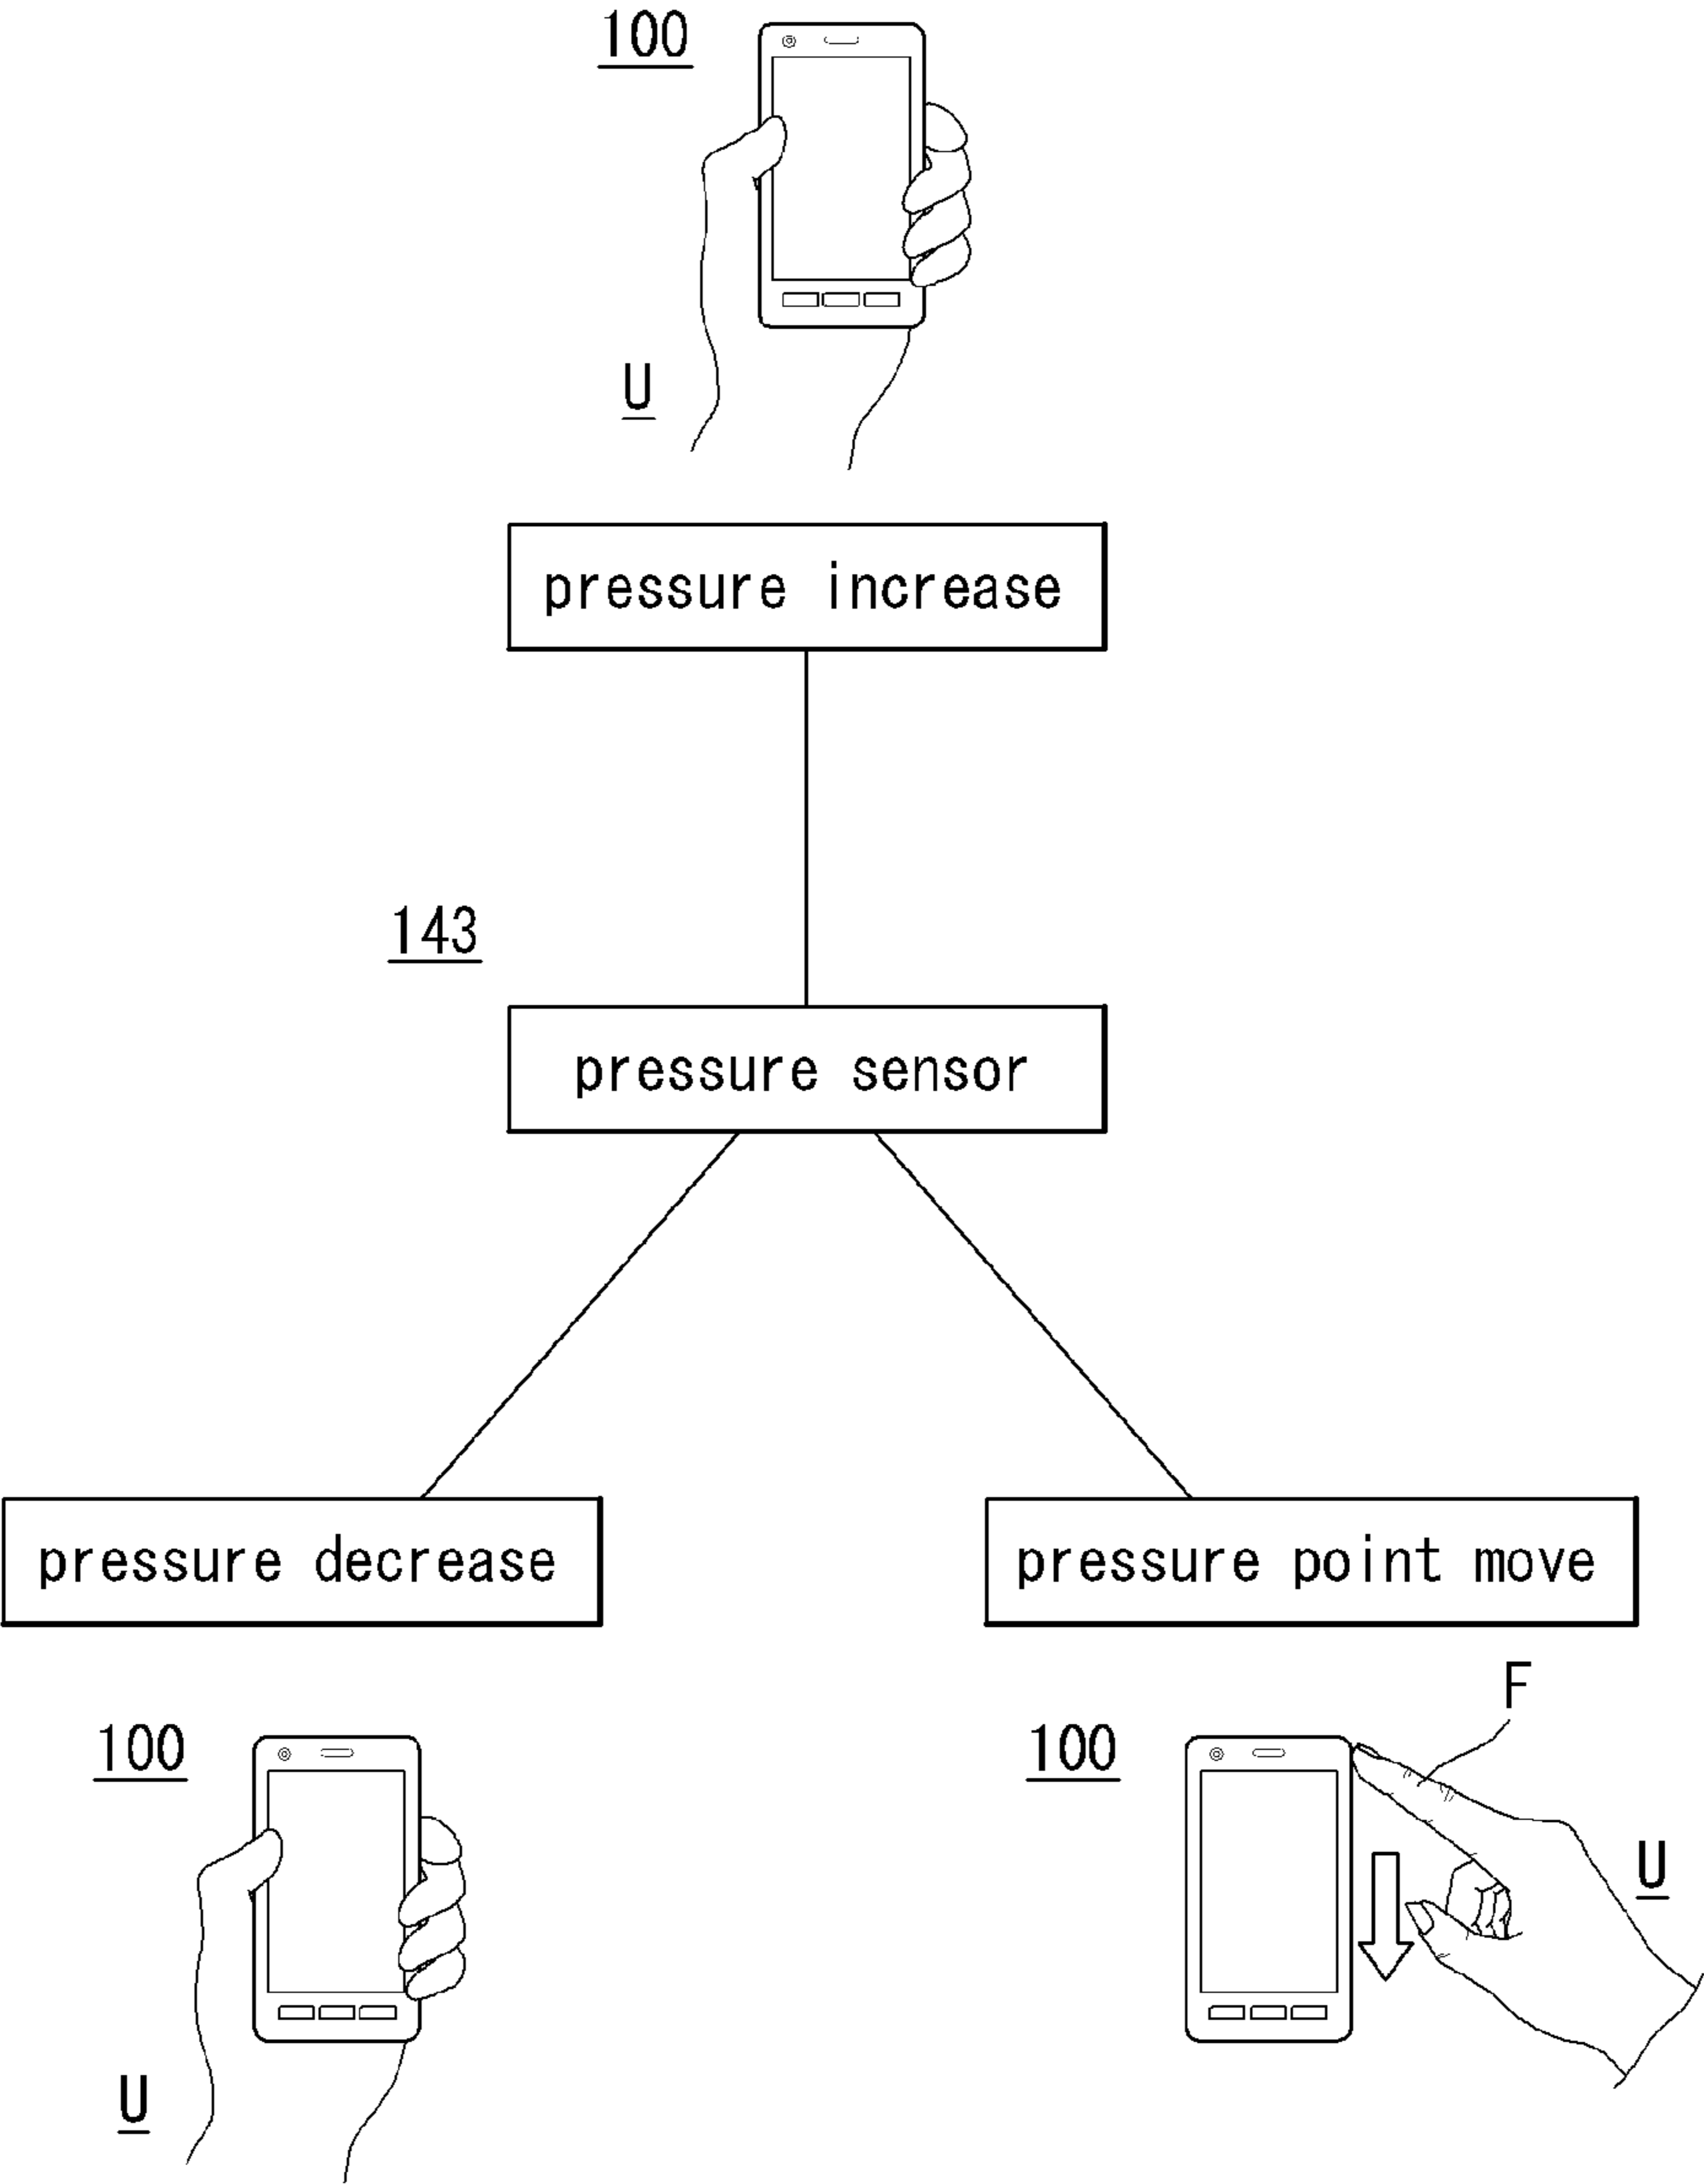 100
U
pressure increase
143
pressure sensor
pressure decrease
pressure point move
F
100
100
U
U